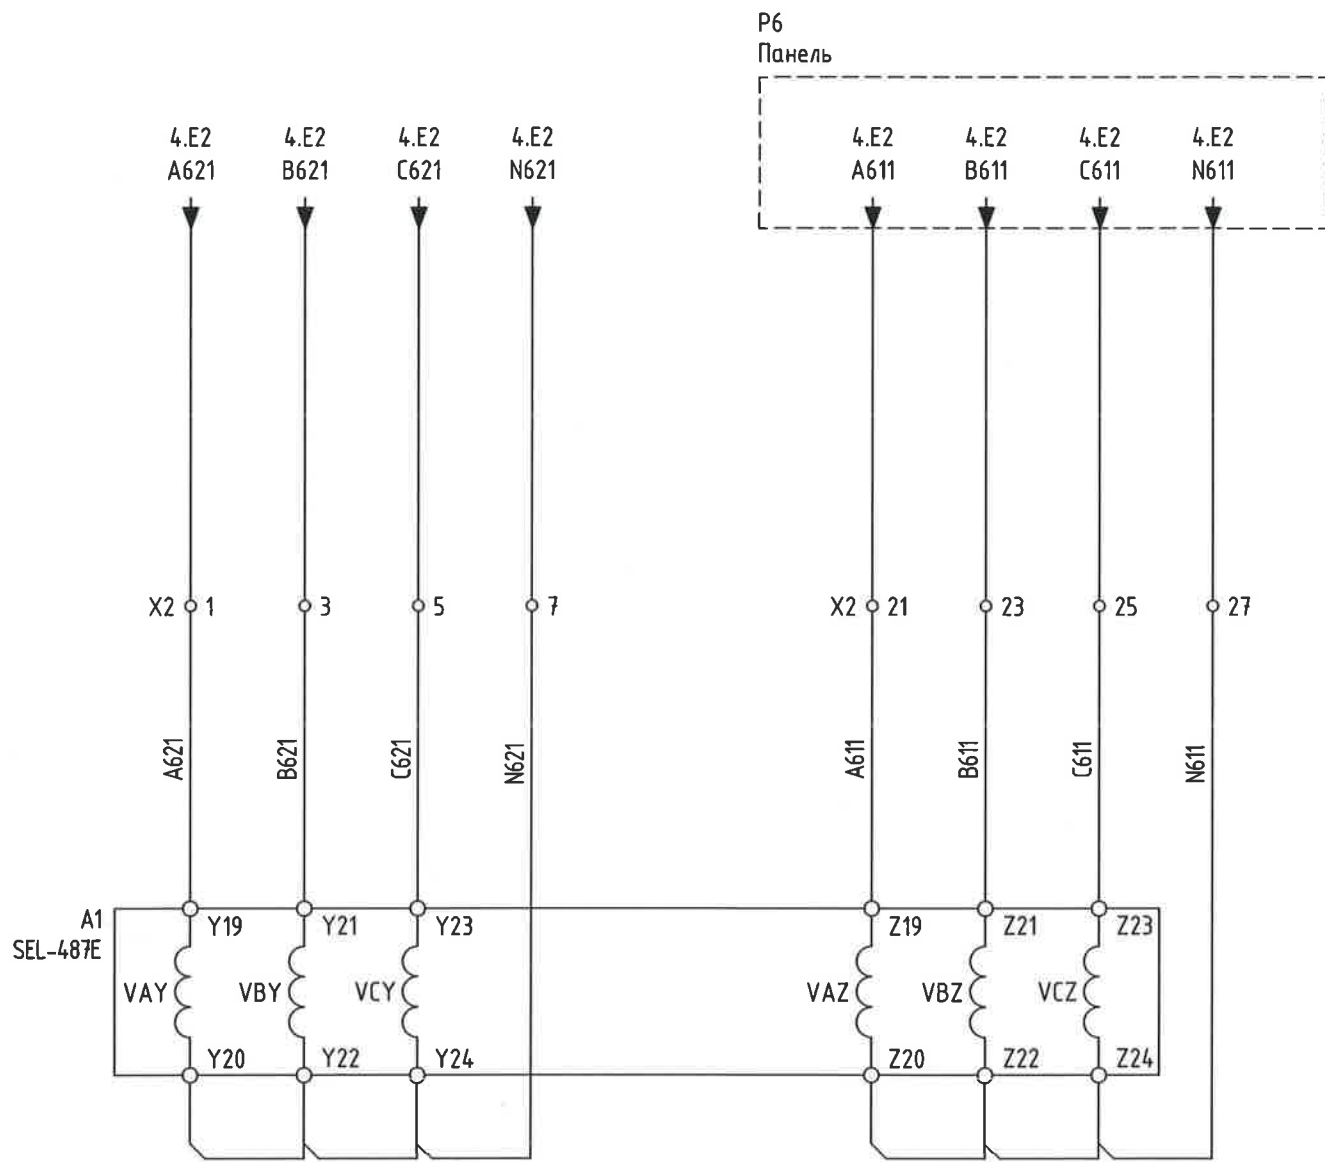 P6
Панель
4.E2 4.E2 4.E2 4.E2 4.E2 4.E2 4.E2 4.E2
A621 B621 C621 N621 A611 B611 C611 N611
X2 1 3 5 7 X2 21 23 25 27
A621 B621 C621 N621 A611 B611 C611 N611
A1 Y19 Y21 Y23 Z19 Z21 Z23
SEL-487E
VAY VBY VCY VAZ VBZ VCZ
Y20 Y22 Y24 Z20 Z22 Z24